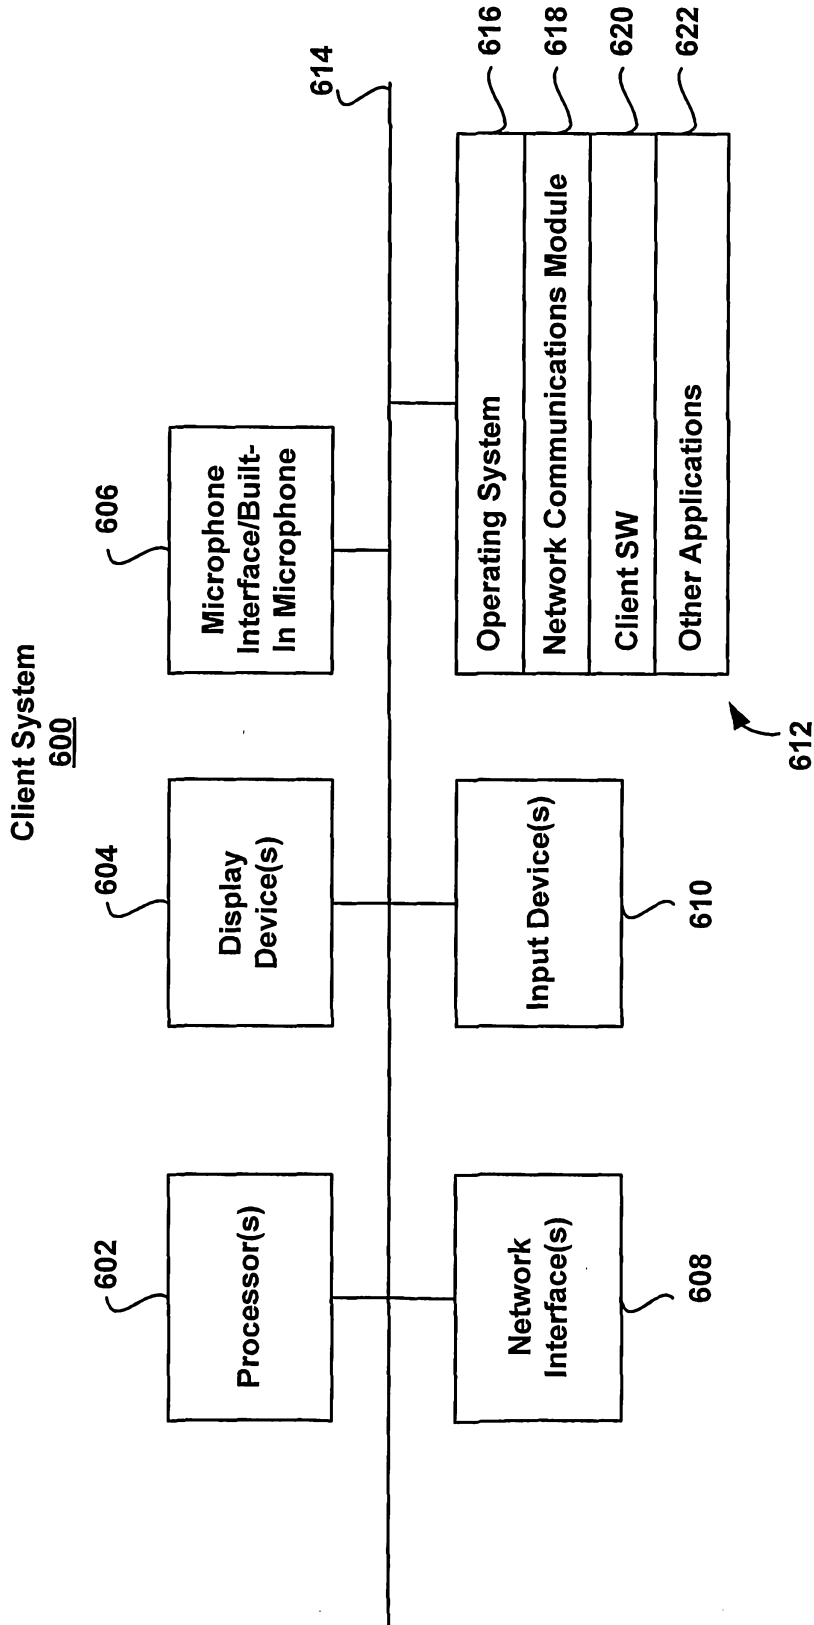 Client System
600
602
604
606
614
Processor(s)
Display
Device(s)
Microphone
Interface/Built-
In Microphone
Network
Interface(s)
608
Input Device(s)
610
Operating System
616
Network Communications Module
618
Client SW
620
Other Applications
622
612